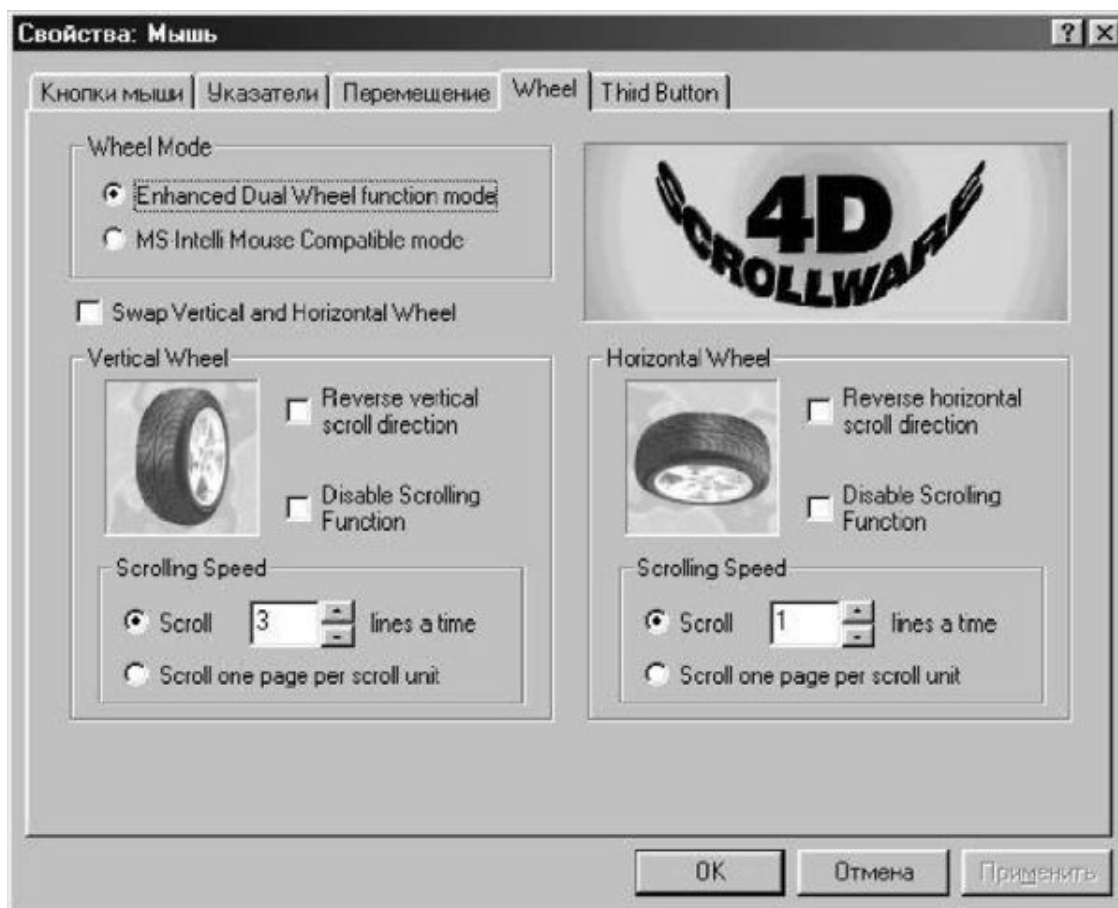 Свойства: Мышь
Кнопки мыши Указатели Перемещение Wheel Third Button
Wheel Mode
Enhanced Dual Wheel function mode
MS Intelli Mouse Compatible mode
4D
SCROLLWARE
Swap Vertical and Horizontal Wheel
Vertical Wheel
Reverse vertical
scroll direction
Disable Scrolling
Function
Scrolling Speed
Scroll 3 lines a time
Scroll one page per scroll unit
Horizontal Wheel
Reverse horizontal
scroll direction
Disable Scrolling
Function
Scrolling Speed
Scroll 1 lines a time
Scroll one page per scroll unit
OK Отмена Применить